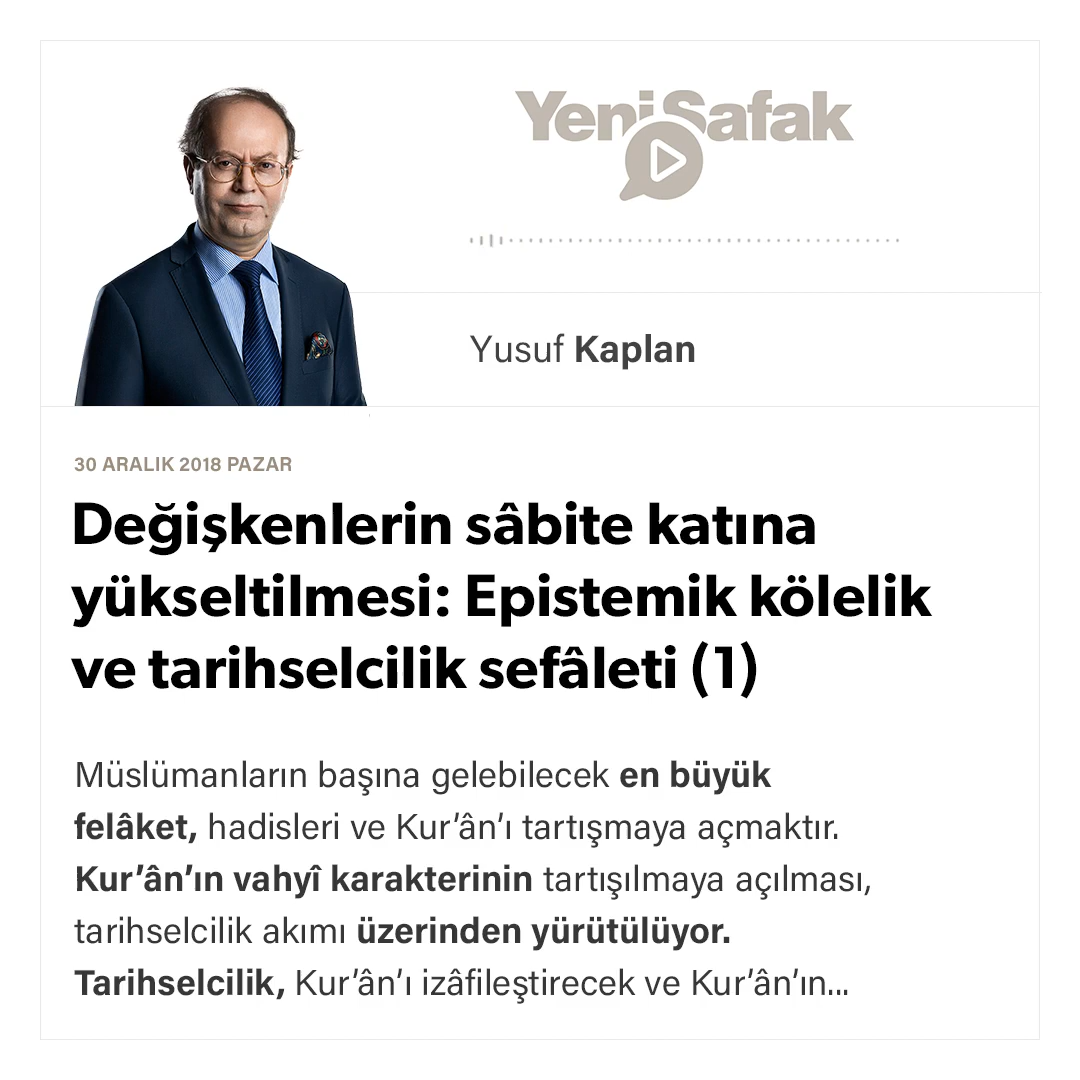 Yeni Safak
Yusuf Kaplan
30 ARALIK 2018 PAZAR
Değişkenlerin sâbite katına
yükseltilmesi: Epistemik kölelik
ve tarihselcilik sefâleti (1)
Müslümanların başına gelebilecek en büyük
felâket, hadisleri ve Kur’ân’ı tartışmaya açmaktır.
Kur’ân’ın vahyî karakterinin tartışılmaya açılması,
tarihselcilik akımı üzerinden yürütülüyor.
Tarihselcilik, Kur’ân’ı izâfileştirecek ve Kur’ân’ın...